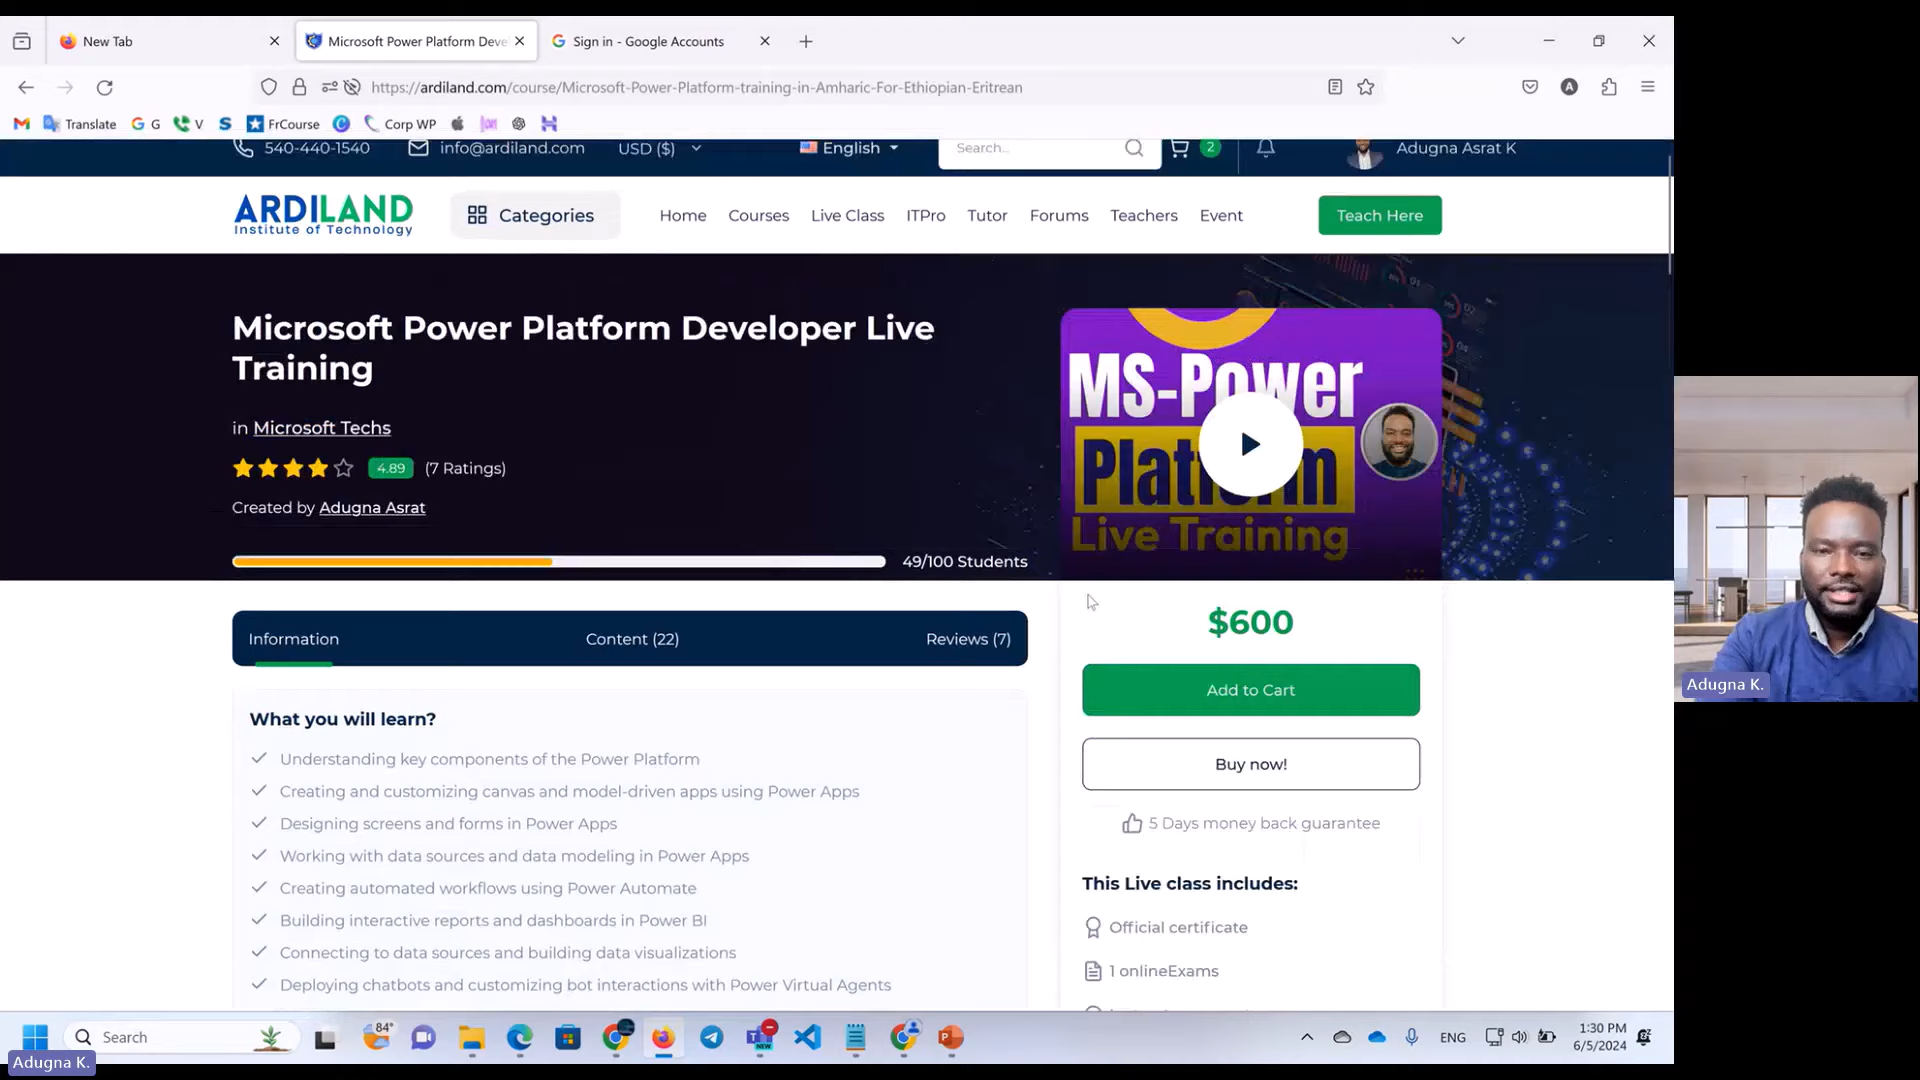 New Tab
Microsoft Power Platform Deve
Sign in - Google Accounts
https://ardiland.com/course/Microsoft-Power-Platform-training-in-Amharic-For-Ethiopian-Eritrean
A
Translate
G
V
FrCourse
Corp WP
540-440-1540
info@ardiland.com
USD ($)
English
Search...
2
Adugna Asrat K
ARDILAND
Institute of Technology
Categories
Home
Courses
Live Class
ITPro
Tutor
Forums
Teachers
Event
Teach Here
Microsoft Power Platform Developer Live
Training
in Microsoft Techs
4.89
(7 Ratings)
Created by Adugna Asrat
49/100 Students
MS-Power
Platform
Live Training
Information
Content (22)
Reviews (7)
What you will learn?
Understanding key components of the Power Platform
Creating and customizing canvas and model-driven apps using Power Apps
Designing screens and forms in Power Apps
Working with data sources and data modeling in Power Apps
Creating automated workflows using Power Automate
Building interactive reports and dashboards in Power BI
Connecting to data sources and building data visualizations
Deploying chatbots and customizing bot interactions with Power Virtual Agents
$600
Add to Cart
Buy now!
5 Days money back guarantee
This Live class includes:
Official certificate
1 onlineExams
Adugna K.
Search
84°
NEW
ENG
1:30 PM
6/5/2024
Adugna K.